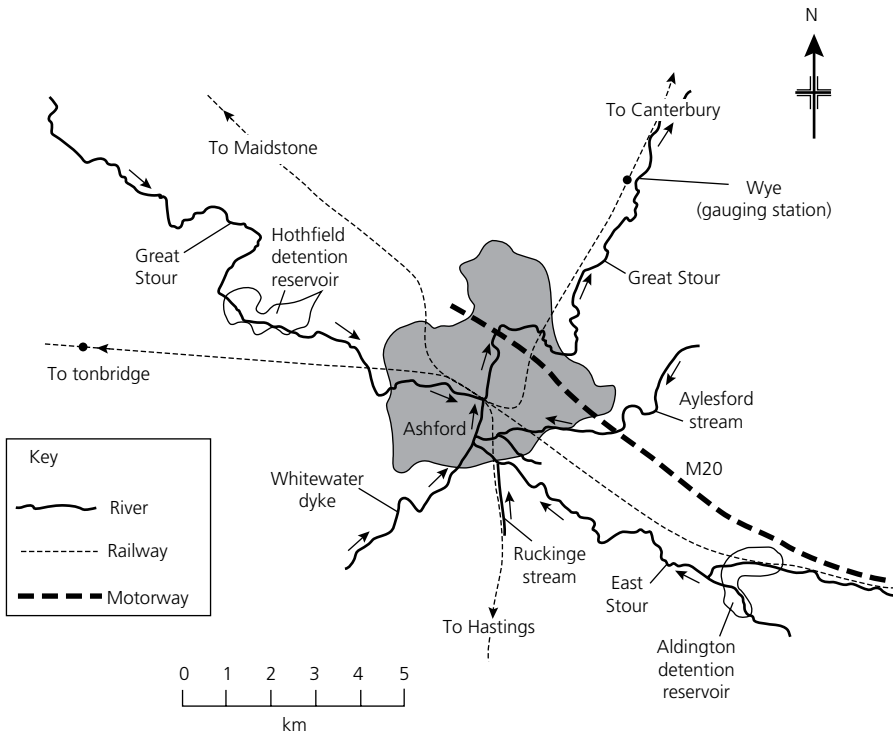 N
To Canterbury
To Maidstone
Wye
(gauging station)
Great
Stour
Hothfield
detention
reservoir
Great Stour
To tonbridge
Aylesford
stream
Ashford
M20
Key
River
Railway
Motorway
Whitewater
dyke
Ruckinge
stream
East
Stour
To Hastings
Aldington
detention
reservoir
0 1 2 3 4 5
km